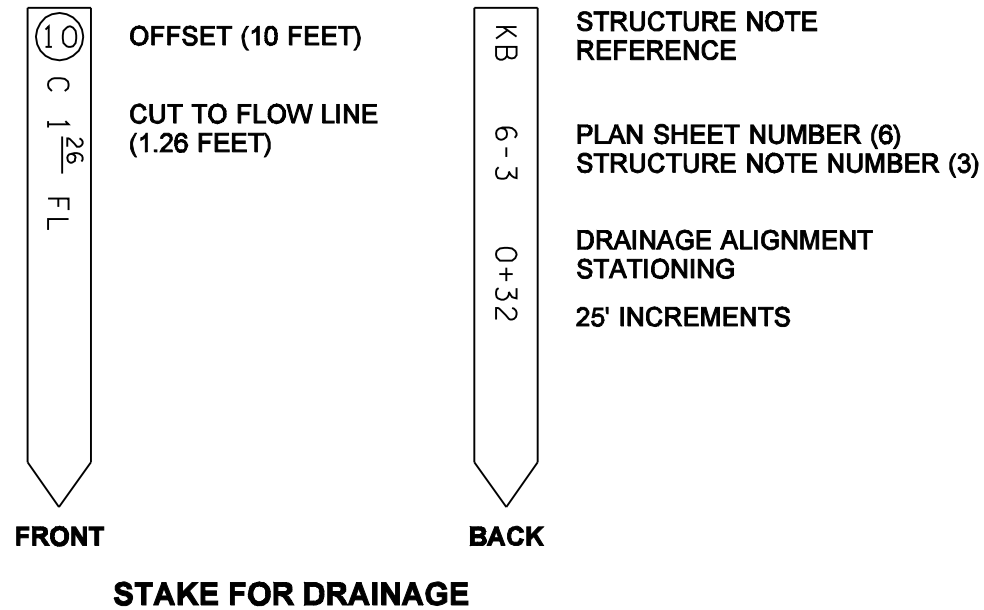 10
OFFSET (10 FEET)
C 1 26 FL
CUT TO FLOW LINE
(1.26 FEET)
FRONT
KB 6-3 0+32
STRUCTURE NOTE
REFERENCE
PLAN SHEET NUMBER (6)
STRUCTURE NOTE NUMBER (3)
DRAINAGE ALIGNMENT
STATIONING
25' INCREMENTS
BACK
STAKE FOR DRAINAGE